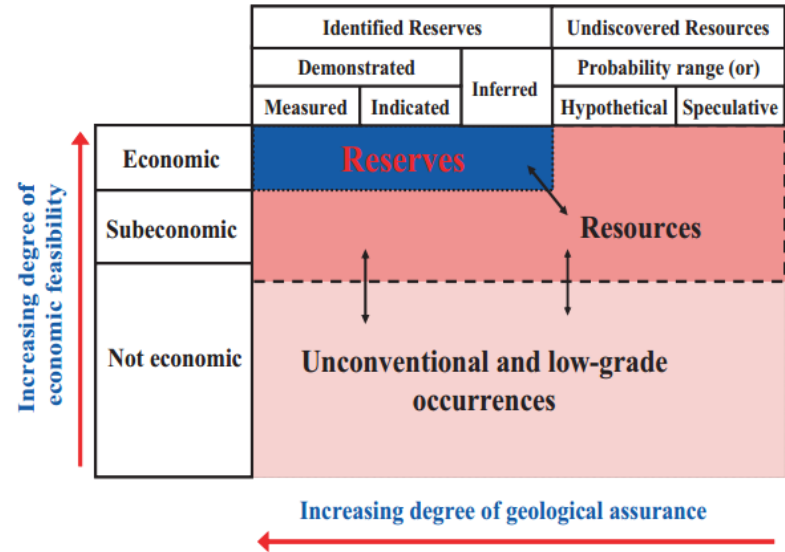 Identified Reserves
Undiscovered Resources
Demonstrated
Inferred
Probability range (or)
Measured
Indicated
Hypothetical
Speculative
Increasing degree of
economic feasibility
Economic
Reserves
Subeconomic
Resources
Not economic
Unconventional and low-grade
occurrences
Increasing degree of geological assurance